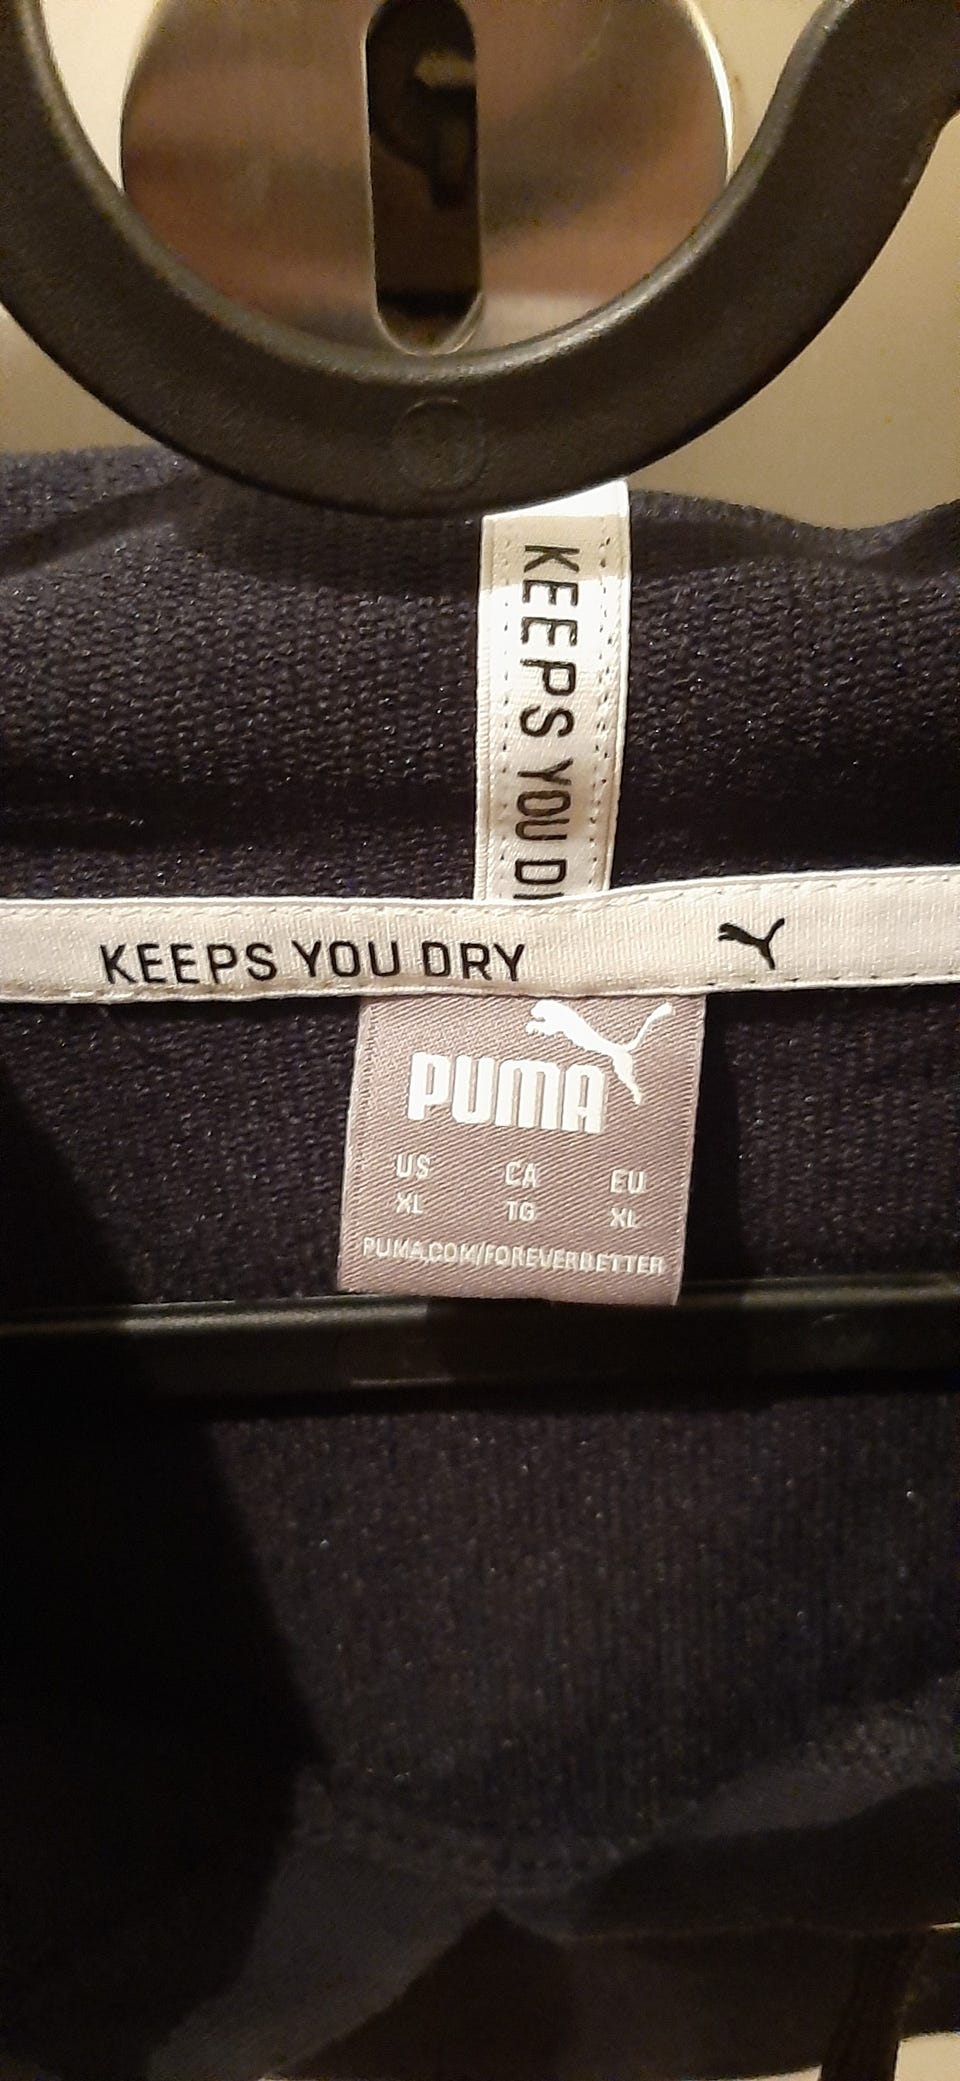 KEEPS YOU D
KEEPS YOU DRY
PUMA
US CA EU
XL TG XL
PUMA.COM/FOREVERBETTER